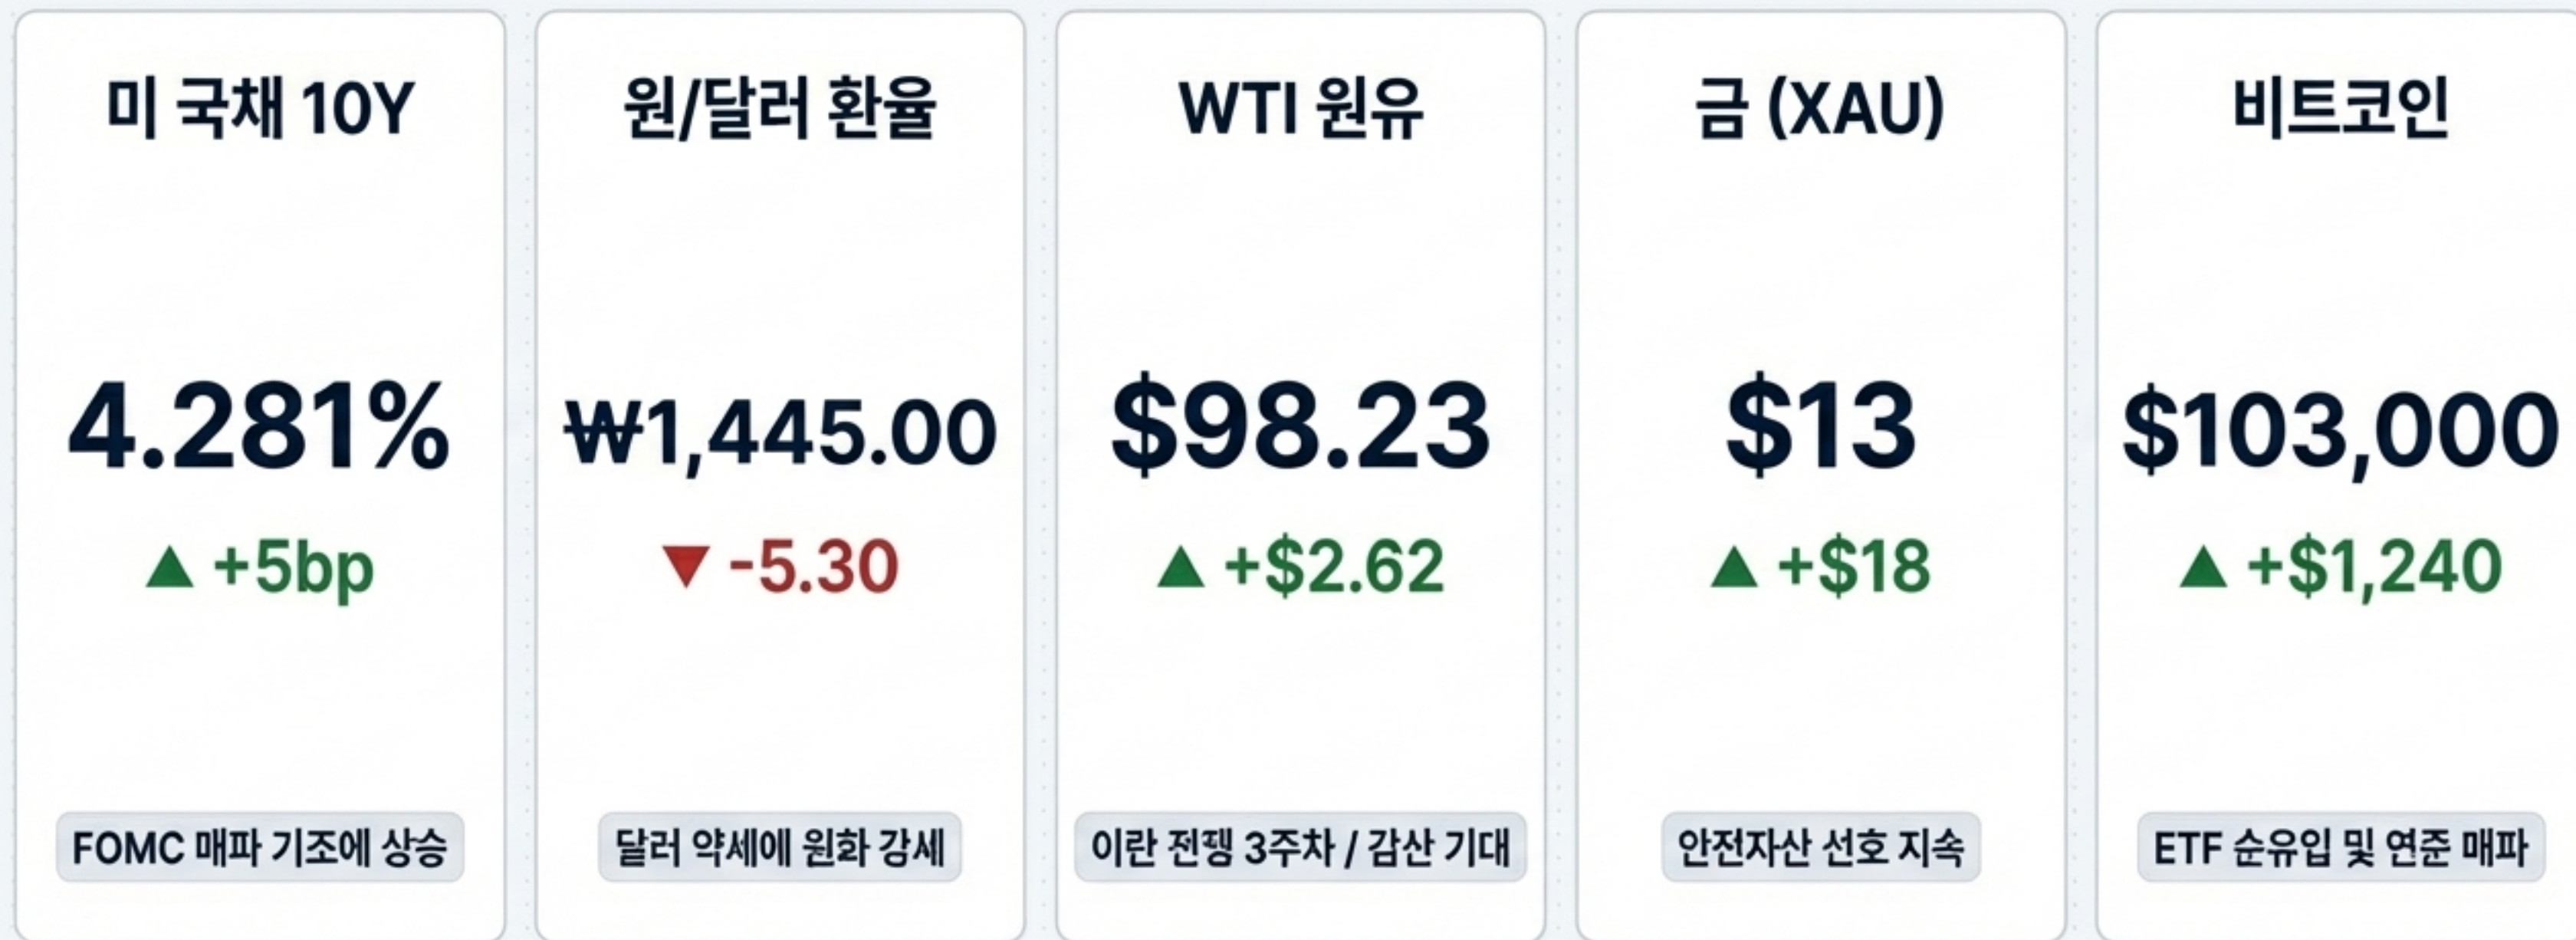 미 국채 10Y
4.281%
▲ +5bp
FOMC 매파 기조에 상승
원/달러 환율
₩1,445.00
▼ -5.30
달러 약세에 원화 강세
WTI 원유
$98.23
▲ +$2.62
이란 전쟁 3주차 / 감산 기대
금 (XAU)
$13
▲ +$18
안전자산 선호 지속
비트코인
$103,000
▲ +$1,240
ETF 순유입 및 연준 매파